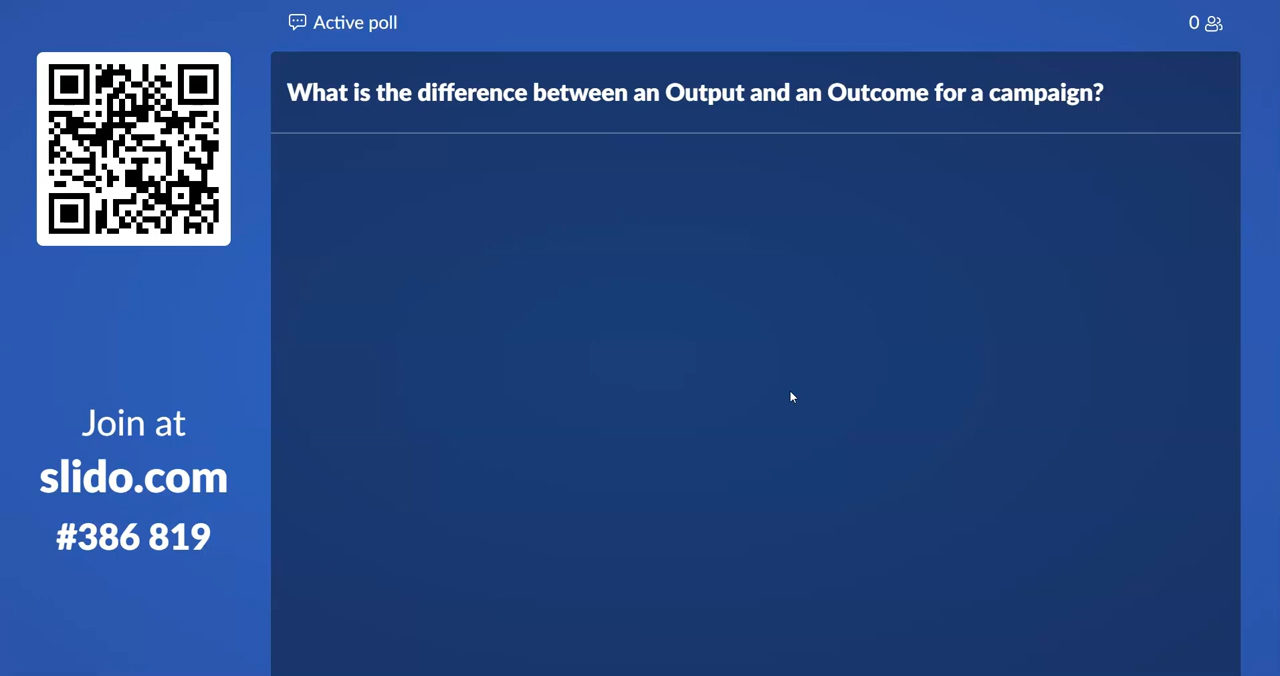 Active poll
0
What is the difference between an Output and an Outcome for a campaign?
Join at
slido.com
#386 819